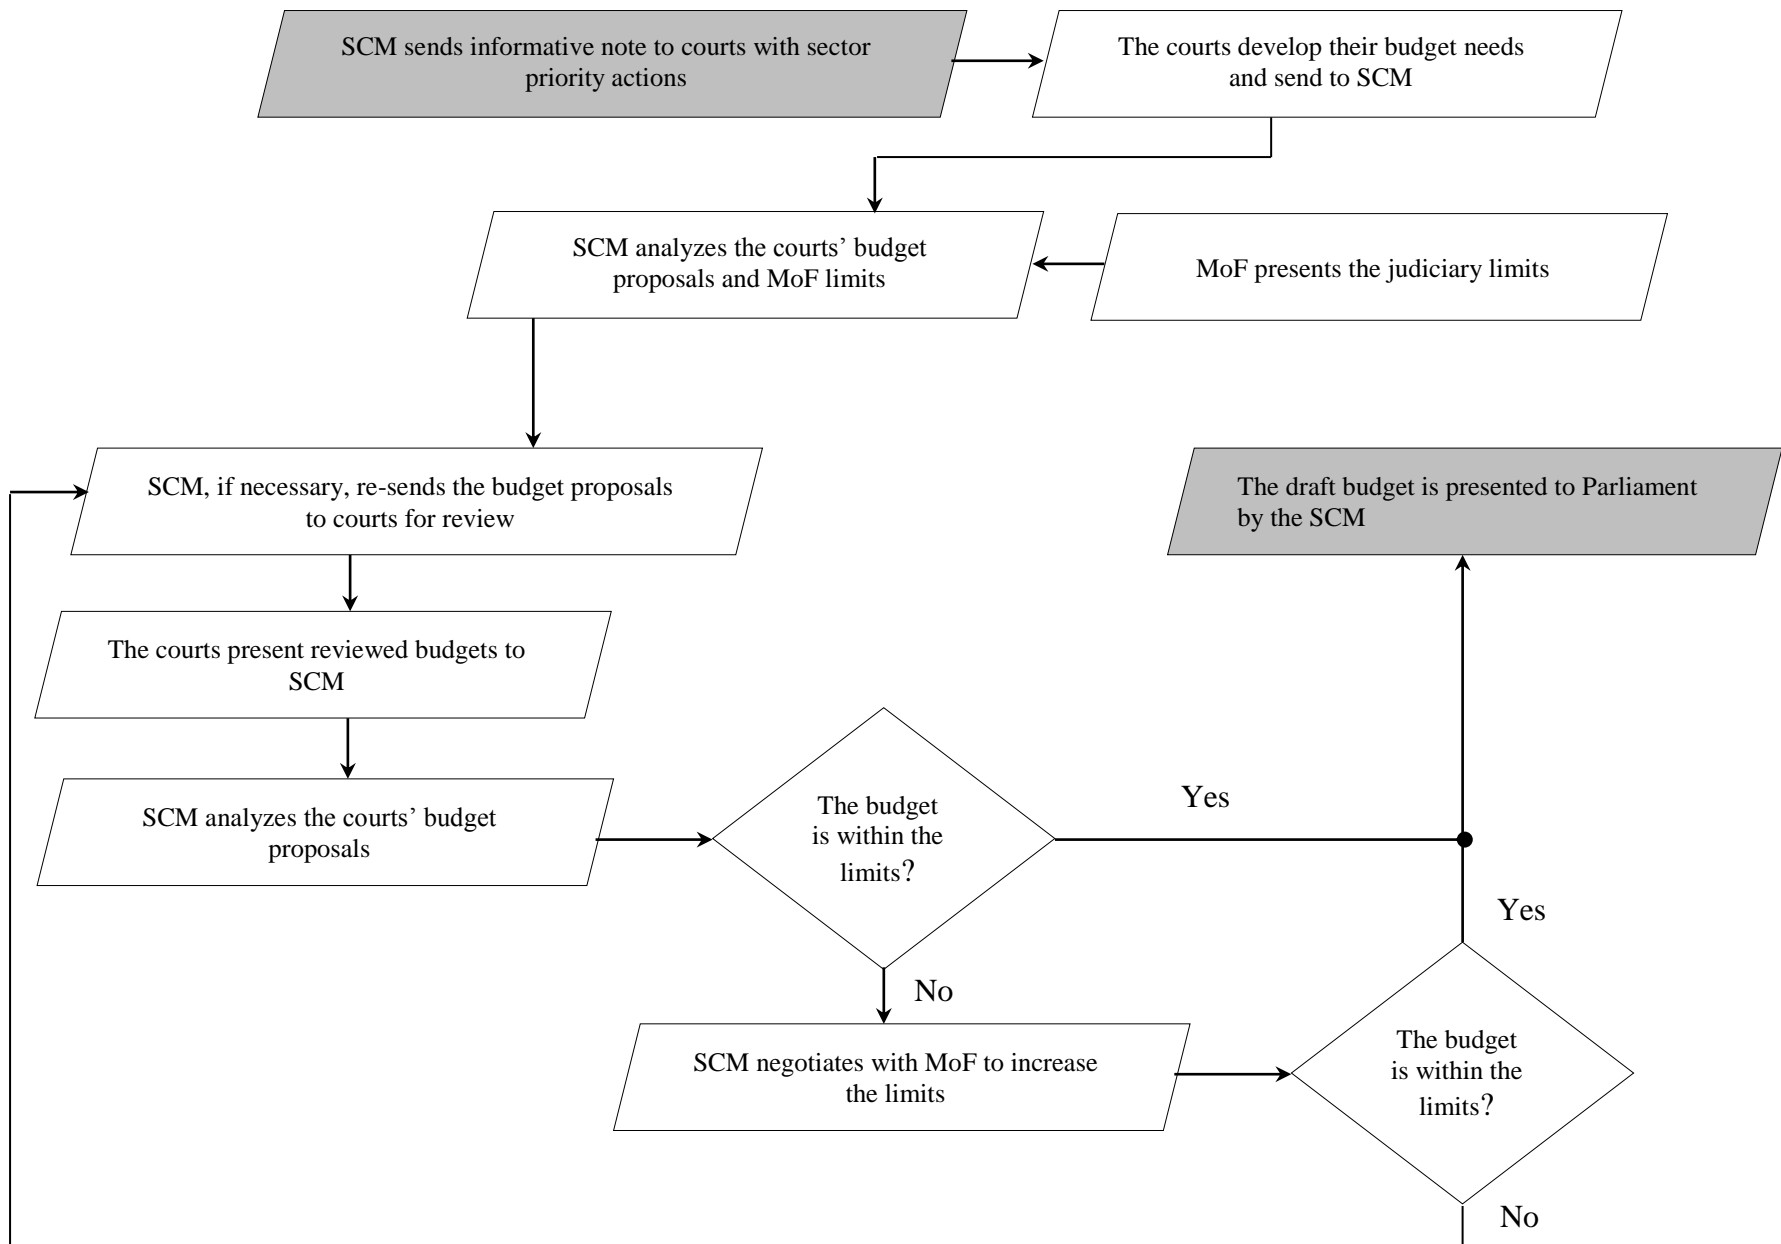 SCM sends informative note to courts with sector
priority actions
The courts develop their budget needs
and send to SCM
SCM analyzes the courts’ budget
proposals and MoF limits
MoF presents the judiciary limits
SCM, if necessary, re-sends the budget proposals
to courts for review
The draft budget is presented to Parliament
by the SCM
The courts present reviewed budgets to
SCM
SCM analyzes the courts’ budget
proposals
The budget
is within the
limits?
Yes
No
Yes
SCM negotiates with MoF to increase
the limits
The budget
is within the
limits?
No